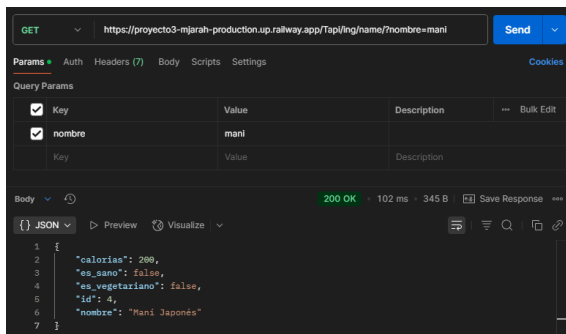 GET https://proyecto3-mjarah-production.up.railway.app/Tapi/ing/name/?nombre=mani Send
Params Auth Headers (7) Body Scripts Settings Cookies
Query Params
Key Value Description Bulk Edit
nombre mani
Key Value Description
Body 200 OK 102 ms 345 B Save Response
{} JSON Preview Visualize
1 {
2 "calorias": 200,
3 "es_sano": false,
4 "es_vegetariano": false,
5 "id": 4,
6 "nombre": "Mani Japonés"
7 }